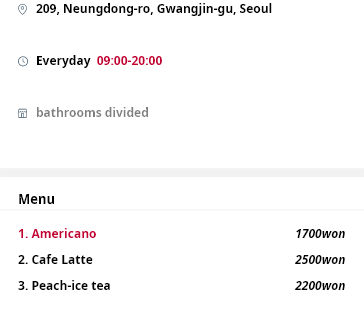 209, Neungdong-ro, Gwangjin-gu, Seoul
Everyday 09:00-20:00
bathrooms divided
Menu
1. Americano 1700won
2. Cafe Latte 2500won
3. Peach-ice tea 2200won